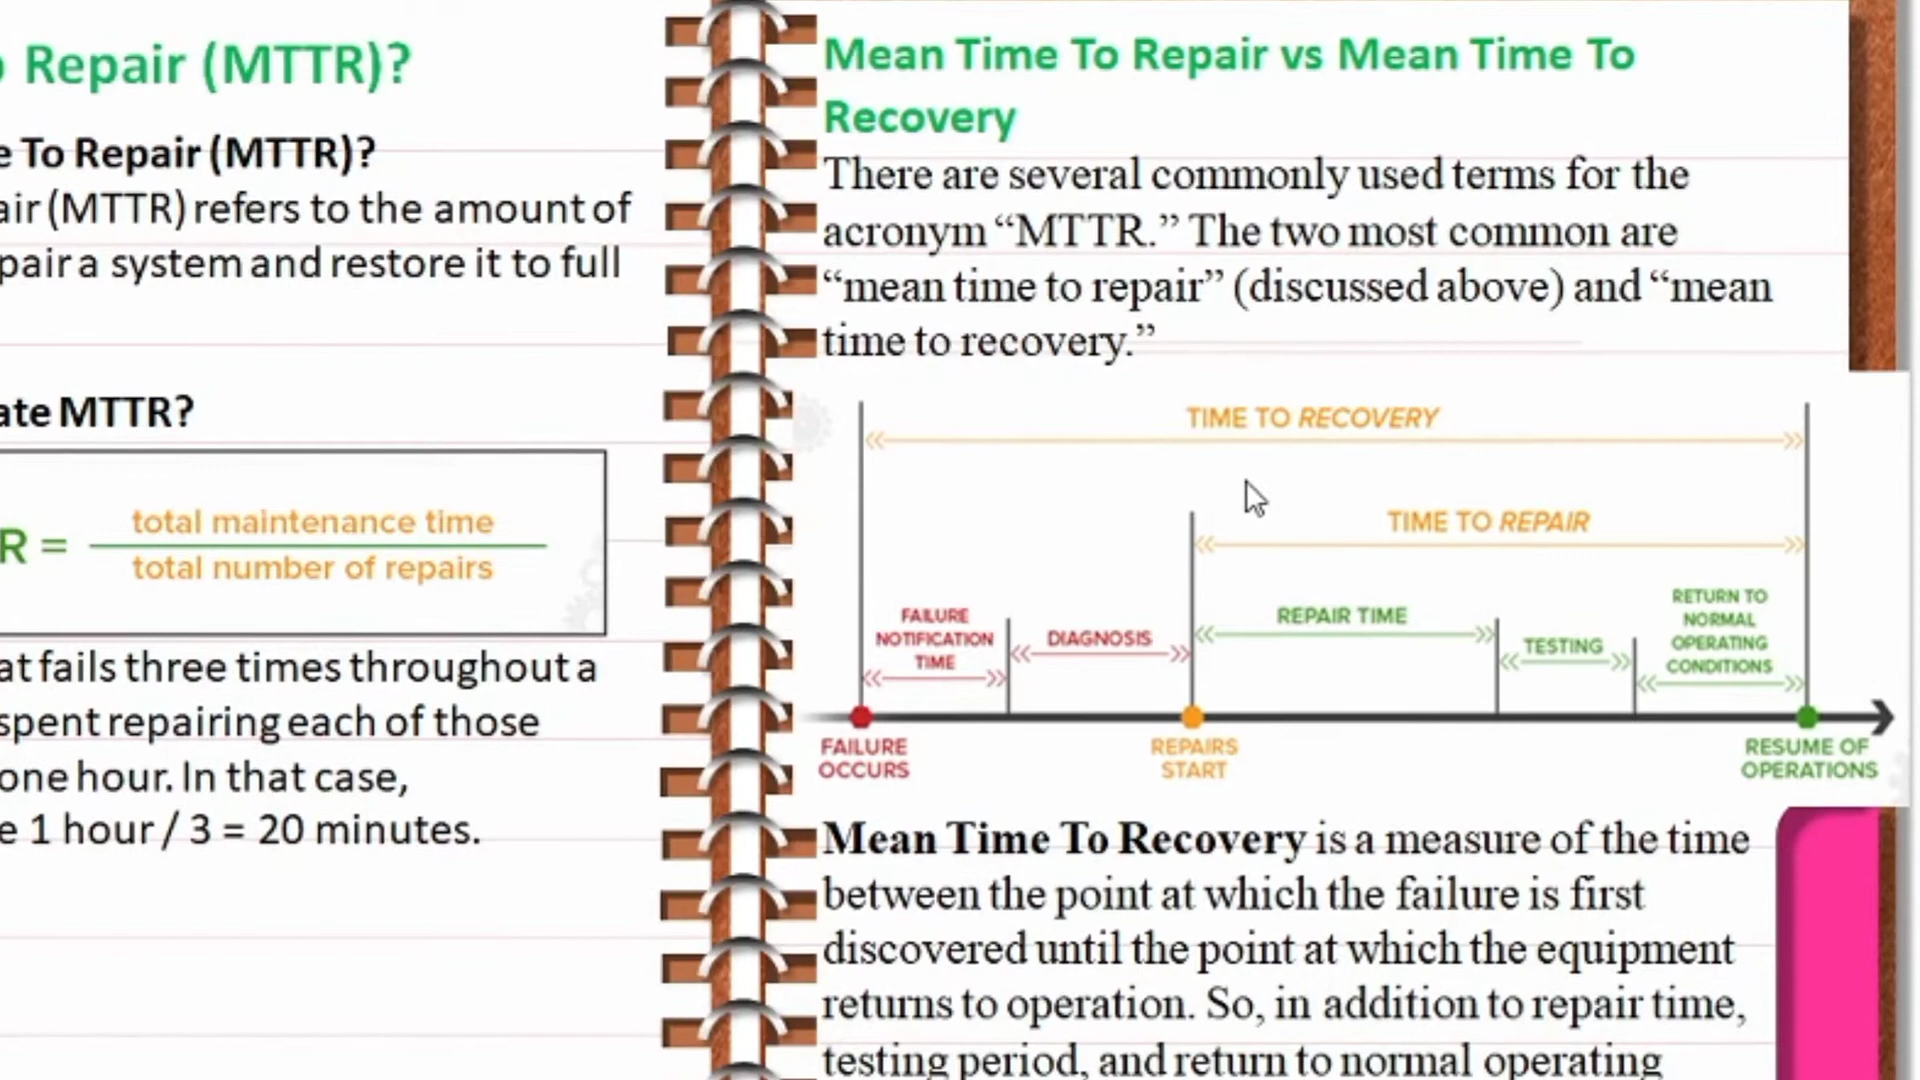 Repair (MTTR)?
To Repair (MTTR)?
(MTTR) refers to the amount of
a system and restore it to full
MTTR?
= total maintenance time
total number of repairs
at fails three times throughout a
spent repairing each of those
one hour. In that case,
1 hour / 3 = 20 minutes.
Mean Time To Repair vs Mean Time To
Recovery
There are several commonly used terms for the
acronym “MTTR.” The two most common are
“mean time to repair” (discussed above) and “mean
time to recovery.”
TIME TO RECOVERY
TIME TO REPAIR
FAILURE
NOTIFICATION
TIME
DIAGNOSIS
REPAIR TIME
TESTING
RETURN TO
NORMAL
OPERATING
CONDITIONS
FAILURE
OCCURS
REPAIRS
START
RESUME OF
OPERATIONS
Mean Time To Recovery is a measure of the time
between the point at which the failure is first
discovered until the point at which the equipment
returns to operation. So, in addition to repair time,
testing period, and return to normal operating